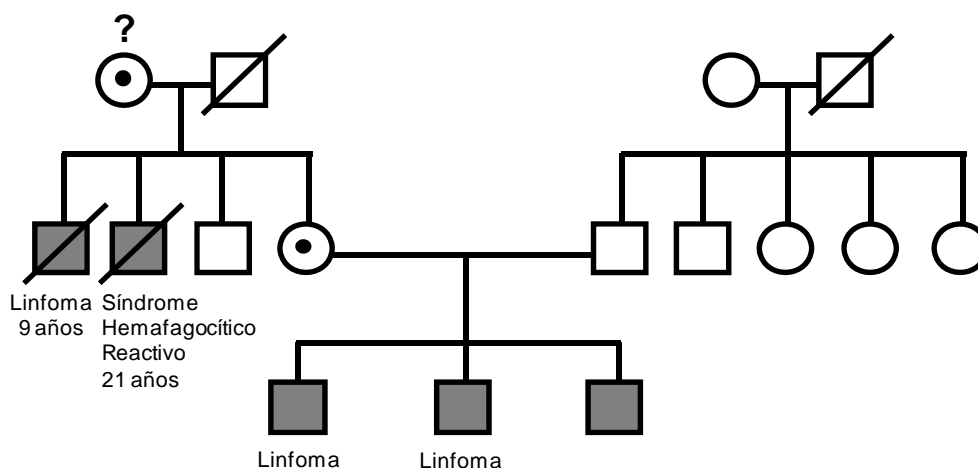 ?
Linfoma
9 años
Síndrome
Hemafagocítico
Reactivo
21 años
Linfoma
Linfoma